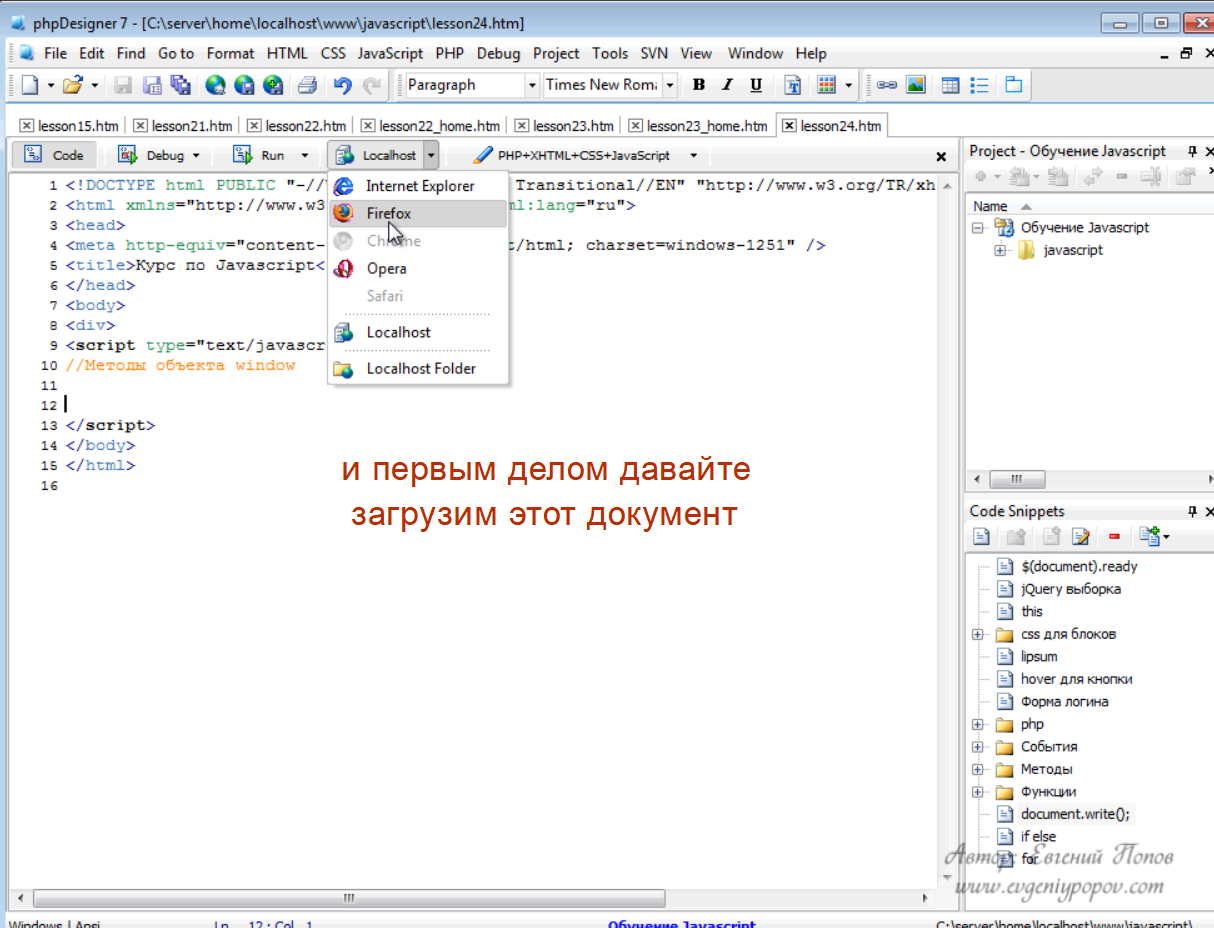 phpDesigner 7 - [C:\server\home\localhost\www\javascript\lesson24.htm]
File Edit Find Go to Format HTML CSS JavaScript PHP Debug Project Tools SVN View Window Help
Paragraph Times New Roma
B I U
lesson15.htm lesson21.htm lesson22.htm lesson22_home.htm lesson23.htm lesson23_home.htm lesson24.htm
Code Debug Run Localhost PHP+XHTML+CSS+JavaScript
Internet Explorer
Firefox
Chrome
Opera
Safari
Localhost
Localhost Folder
1 <!DOCTYPE html PUBLIC "-// Transitional//EN" "http://www.w3.org/TR/xh
2 <html xmlns="http://www.w3 ml:lang="ru">
3 <head>
4 <meta http-equiv="content- t/html; charset=windows-1251" />
5 <title>Курс по Javascript<
6 </head>
7 <body>
8 <div>
9 <script type="text/javascr
10 //Методы объекта window
11
12
13 </script>
14 </body>
15 </html>
16
и первым делом давайте
загрузим этот документ
Project - Обучение Javascript
Name
Обучение Javascript
javascript
Code Snippets
$(document).ready
jQuery выборка
this
css для блоков
lipsum
hover для кнопки
Форма логина
php
События
Методы
Функции
document.write();
if else
for
Автор: Евгений Попов
www.evgeniypopov.com
Windows | Ansi Ln 12 : Col 1 Обучение Javascript C:\server\home\localhost\www\javascript\